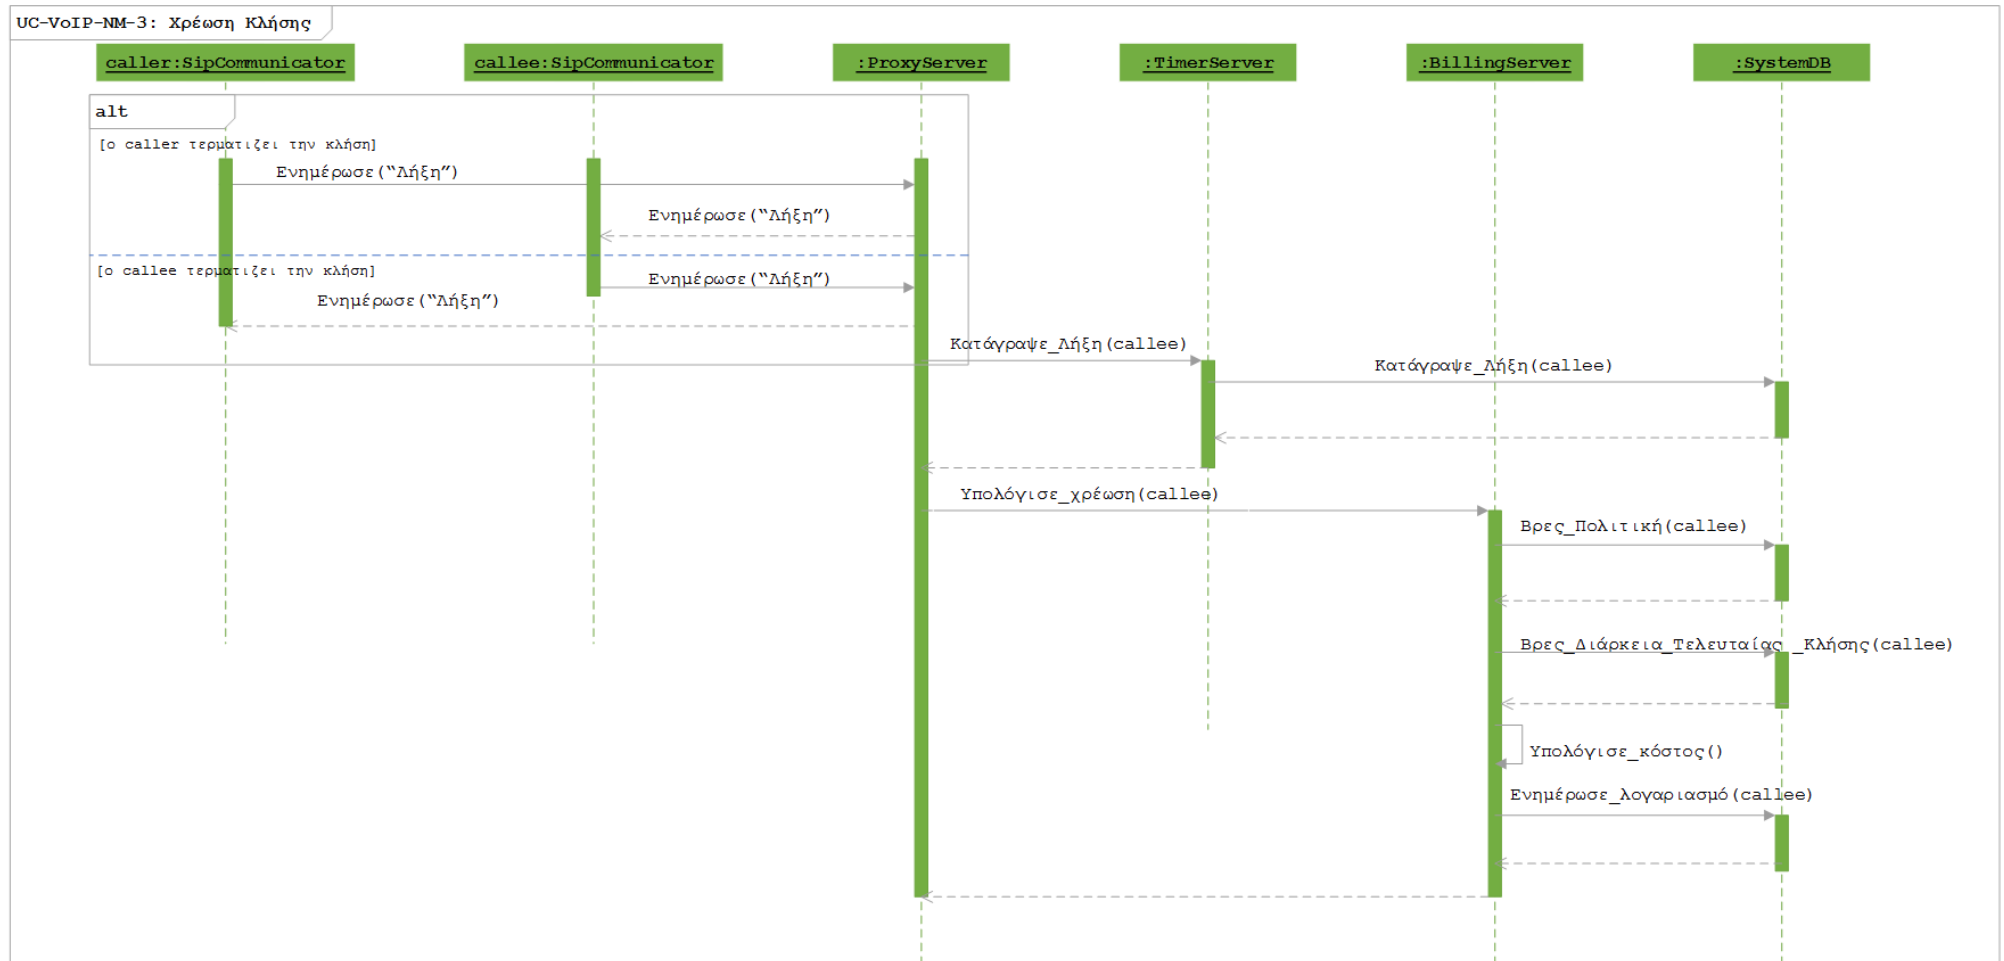 UC-VoIP-NM-3: Χρέωση Κλήσης
caller:SipCommunicator
callee:SipCommunicator
:ProxyServer
:TimerServer
:BillingServer
:SystemDB
alt
[ο caller τερματιζει την κλήση]
Ενημέρωσε(“Λήξη”)
Ενημέρωσε(“Λήξη”)
[ο callee τερματιζει την κλήση]
Ενημέρωσε(“Λήξη”)
Ενημέρωσε(“Λήξη”)
Κατάγραψε_Λήξη(callee)
Κατάγραψε_Λήξη(callee)
Υπολόγισε_χρέωση(callee)
Βρες_Πολιτική(callee)
Βρες_Διάρκεια_Τελευταίας _Κλήσης(callee)
Υπολόγισε_κόστος()
Ενημέρωσε_λογαριασμό(callee)